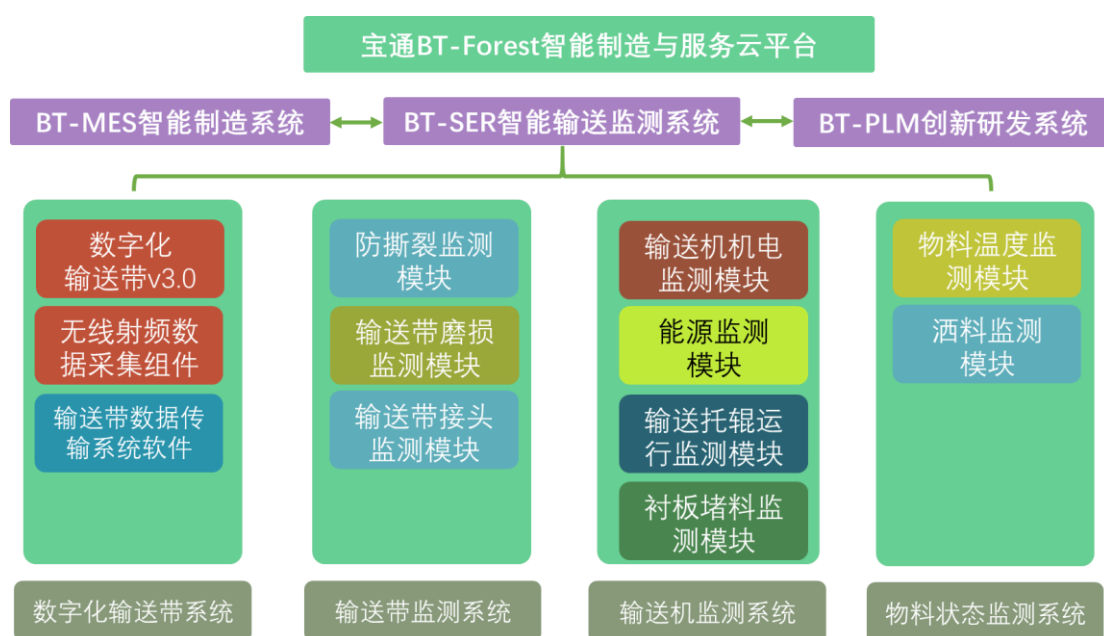 宝通BT-Forest智能制造与服务云平台
BT-MES智能制造系统
BT-SER智能输送监测系统
BT-PLM创新研发系统
数字化
输送带v3.0
无线射频数
据采集组件
输送带数据传
输系统软件
数字化输送带系统
防撕裂监测
模块
输送带磨损
监测模块
输送带接头
监测模块
输送带监测系统
输送机机电
监测模块
能源监测
模块
输送托辊运
行监测模块
衬板堵料监
测模块
输送机监测系统
物料温度监
测模块
洒料监测
模块
物料状态监测系统